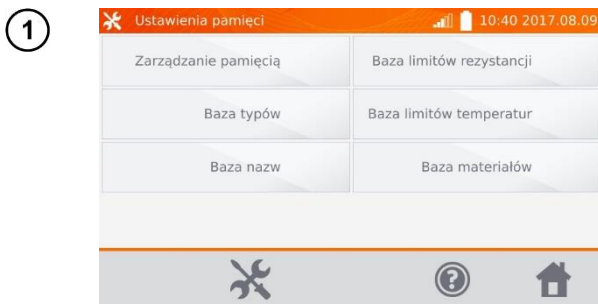 1
Ustawienia pamięci 10:40 2017.08.09
Zarządzanie pamięcią Baza limitów rezystancji
Baza typów Baza limitów temperatur
Baza nazw Baza materiałów
?